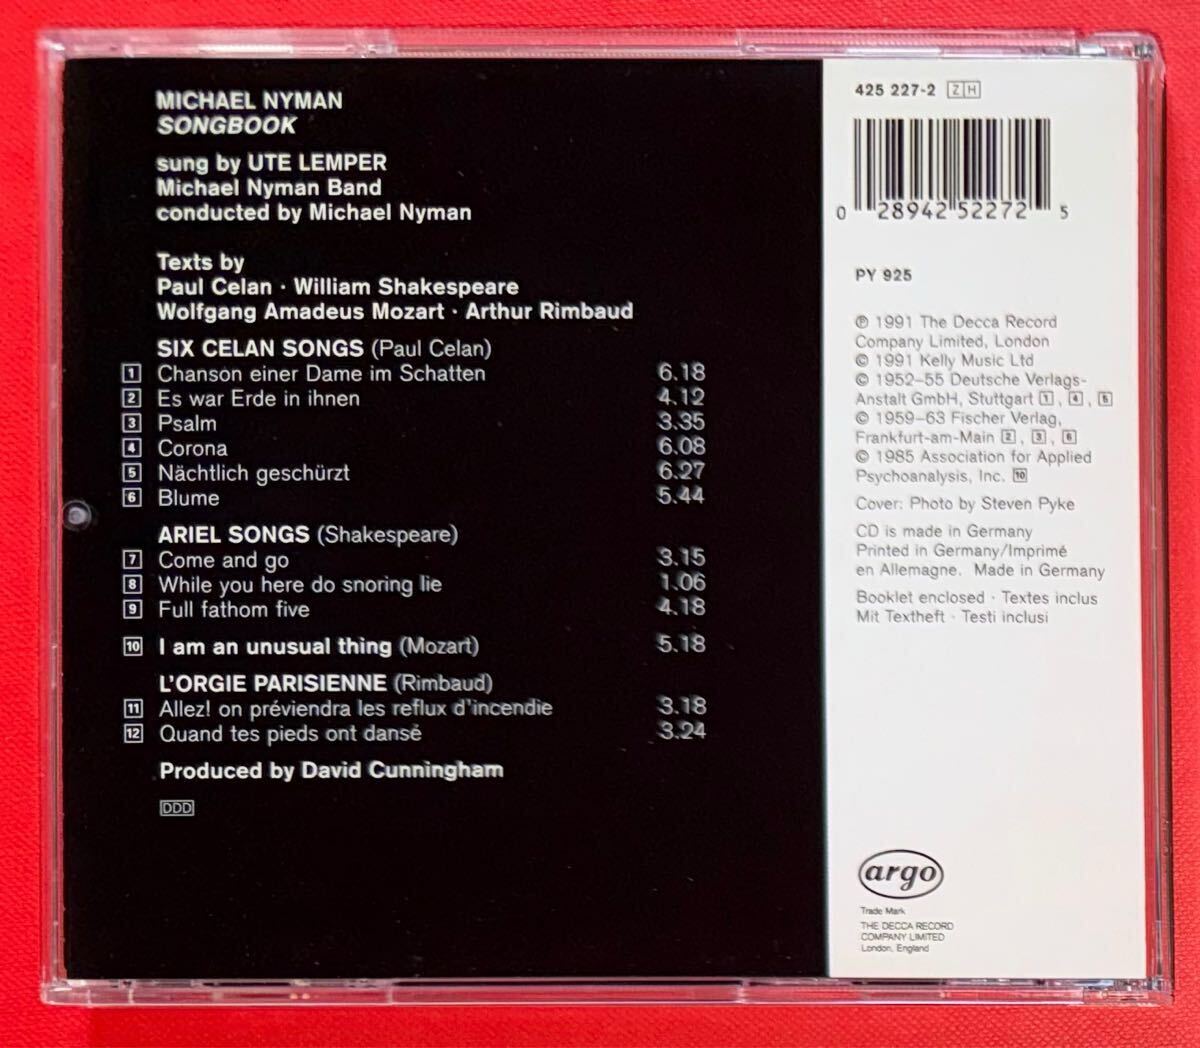 MICHAEL NYMAN
SONGBOOK
sung by UTE LEMPER
Michael Nyman Band
conducted by Michael Nyman
Texts by
Paul Celan · William Shakespeare
Wolfgang Amadeus Mozart · Arthur Rimbaud
SIX CELAN SONGS (Paul Celan)
1 Chanson einer Dame im Schatten 6.18
2 Es war Erde in ihnen 4.12
3 Psalm 3.35
4 Corona 6.08
5 Nächtlich geschürzt 6.27
6 Blume 5.44
ARIEL SONGS (Shakespeare)
7 Come and go 3.15
8 While you here do snoring lie 1.06
9 Full fathom five 4.18
10 I am an unusual thing (Mozart) 5.18
L'ORGIE PARISIENNE (Rimbaud)
11 Allez! on préviendra les reflux d'incendie 3.18
12 Quand tes pieds ont dansé 3.24
Produced by David Cunningham
DDD
425 227-2 ZH
0 28942 52272 5
PY 925
℗ 1991 The Decca Record
Company Limited, London
© 1991 Kelly Music Ltd
© 1952–55 Deutsche Verlags-
Anstalt GmbH, Stuttgart 1, 4, 5
© 1959–63 Fischer Verlag,
Frankfurt-am-Main 2, 3, 6
© 1985 Association for Applied
Psychoanalysis, Inc. 10
Cover: Photo by Steven Pyke
CD is made in Germany
Printed in Germany/Imprimé
en Allemagne. Made in Germany
Booklet enclosed · Textes inclus
Mit Textheft · Testi inclusi
argo
Trade Mark
THE DECCA RECORD
COMPANY LIMITED
London, England